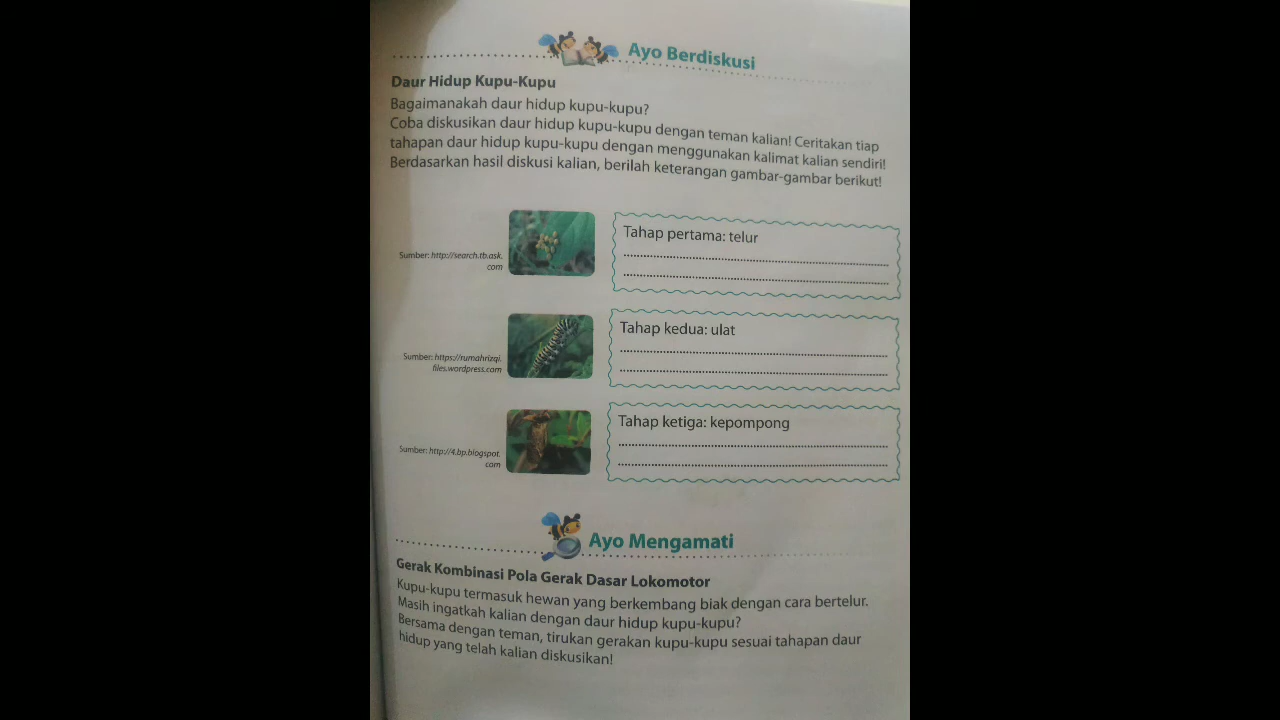 Ayo Berdiskusi
Daur Hidup Kupu-Kupu
Bagaimanakah daur hidup kupu-kupu?
Coba diskusikan daur hidup kupu-kupu dengan teman kalian! Ceritakan tiap
tahapan daur hidup kupu-kupu dengan menggunakan kalimat kalian sendiri!
Berdasarkan hasil diskusi kalian, berilah keterangan gambar-gambar berikut!
Sumber: http://search.tb.ask.
com
Tahap pertama: telur
Sumber: https://rumahrizqi.
files.wordpress.com
Tahap kedua: ulat
Sumber: http://4.bp.blogspot.
com
Tahap ketiga: kepompong
Ayo Mengamati
Gerak Kombinasi Pola Gerak Dasar Lokomotor
Kupu-kupu termasuk hewan yang berkembang biak dengan cara bertelur.
Masih ingatkah kalian dengan daur hidup kupu-kupu?
Bersama dengan teman, tirukan gerakan kupu-kupu sesuai tahapan daur
hidup yang telah kalian diskusikan!